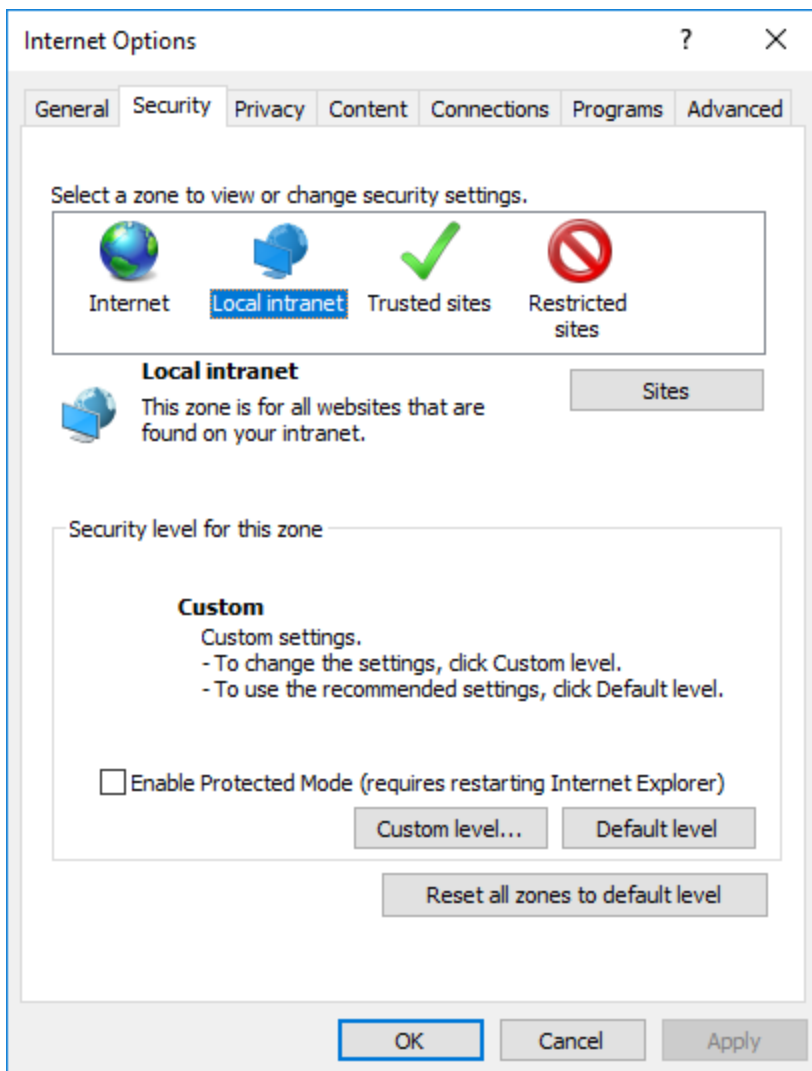 Internet Options
?
General Security Privacy Content Connections Programs Advanced
Select a zone to view or change security settings.
Internet Local intranet Trusted sites Restricted
sites
Local intranet
Sites
This zone is for all websites that are
found on your intranet.
Security level for this zone
Custom
Custom settings.
- To change the settings, click Custom level.
- To use the recommended settings, click Default level.
Enable Protected Mode (requires restarting Internet Explorer)
Custom level... Default level
Reset all zones to default level
OK Cancel Apply